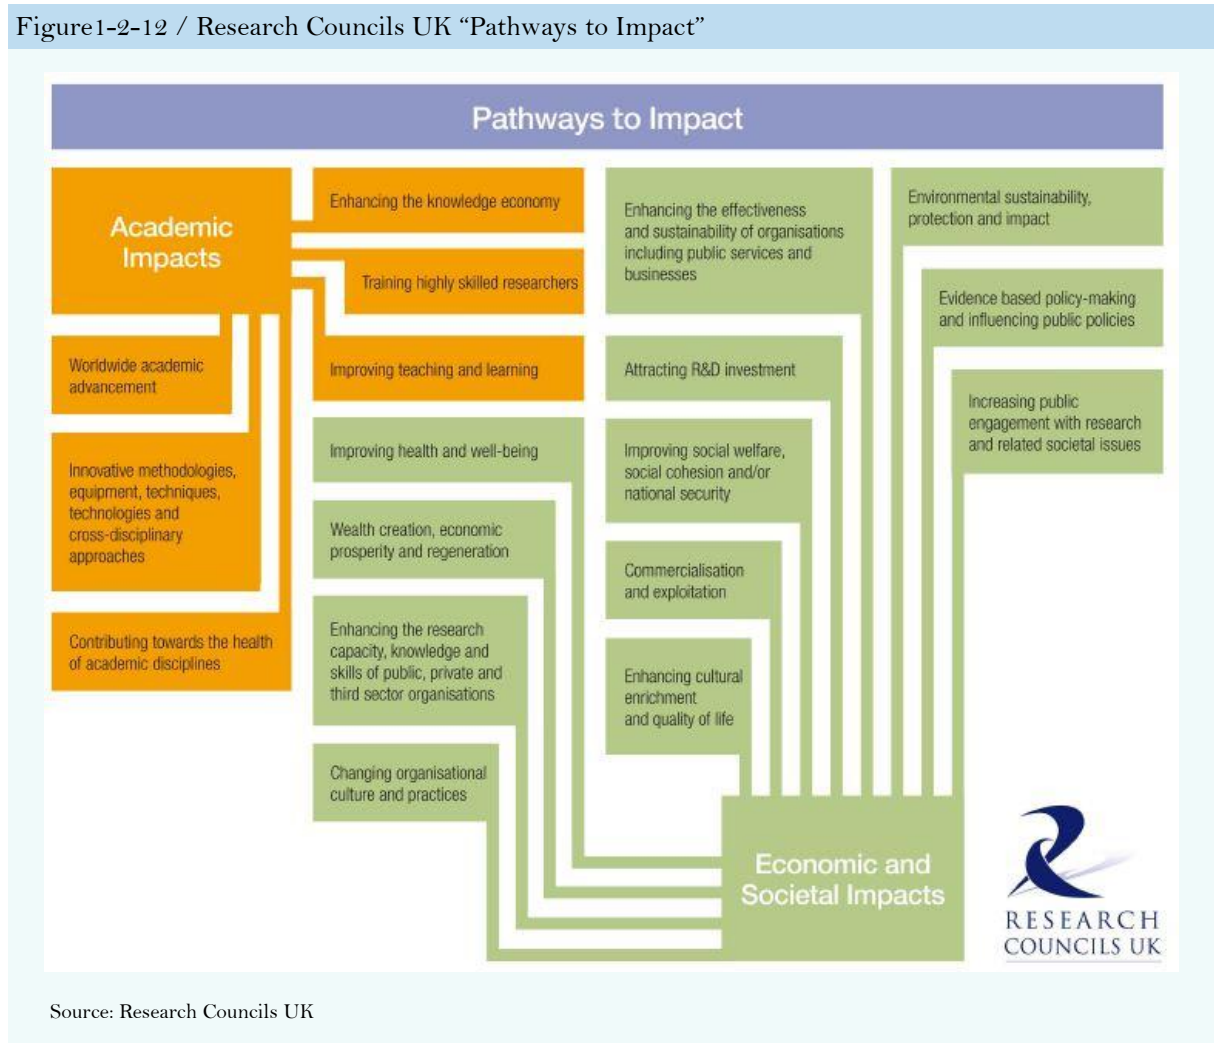 Figure1-2-12 / Research Councils UK “Pathways to Impact”
Pathways to Impact
Academic
Impacts
Enhancing the knowledge economy
Training highly skilled researchers
Improving teaching and learning
Worldwide academic
advancement
Innovative methodologies,
equipment, techniques,
technologies and
cross-disciplinary
approaches
Contributing towards the health
of academic disciplines
Improving health and well-being
Wealth creation, economic
prosperity and regeneration
Enhancing the research
capacity, knowledge and
skills of public, private and
third sector organisations
Changing organisational
culture and practices
Enhancing the effectiveness
and sustainability of organisations
including public services and
businesses
Attracting R&D investment
Improving social welfare,
social cohesion and/or
national security
Commercialisation
and exploitation
Enhancing cultural
enrichment
and quality of life
Environmental sustainability,
protection and impact
Evidence based policy-making
and influencing public policies
Increasing public
engagement with research
and related societal issues
Economic and
Societal Impacts
RESEARCH
COUNCILS UK
Source: Research Councils UK